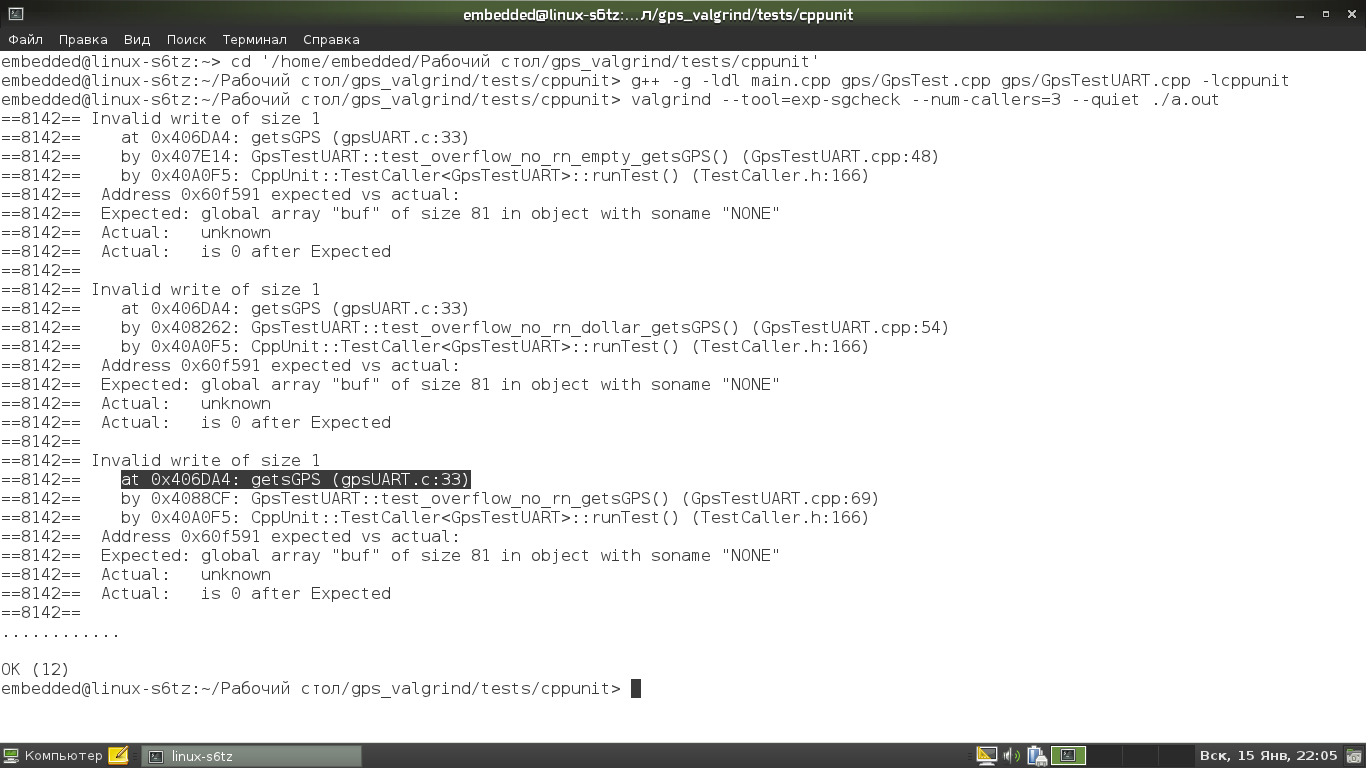 embedded@linux-s6tz:...л/gps_valgrind/tests/cppunit
Файл Правка Вид Поиск Терминал Справка
embedded@linux-s6tz:~> cd '/home/embedded/Рабочий стол/gps_valgrind/tests/cppunit'
embedded@linux-s6tz:~/Рабочий стол/gps_valgrind/tests/cppunit> g++ -g -ldl main.cpp gps/GpsTest.cpp gps/GpsTestUART.cpp -lcppunit
embedded@linux-s6tz:~/Рабочий стол/gps_valgrind/tests/cppunit> valgrind --tool=exp-sgcheck --num-callers=3 --quiet ./a.out
==8142== Invalid write of size 1
==8142==    at 0x406DA4: getsGPS (gpsUART.c:33)
==8142==    by 0x407E14: GpsTestUART::test_overflow_no_rn_empty_getsGPS() (GpsTestUART.cpp:48)
==8142==    by 0x40A0F5: CppUnit::TestCaller<GpsTestUART>::runTest() (TestCaller.h:166)
==8142==  Address 0x60f591 expected vs actual:
==8142==  Expected: global array "buf" of size 81 in object with soname "NONE"
==8142==  Actual:   unknown
==8142==  Actual:   is 0 after Expected
==8142==
==8142== Invalid write of size 1
==8142==    at 0x406DA4: getsGPS (gpsUART.c:33)
==8142==    by 0x408262: GpsTestUART::test_overflow_no_rn_dollar_getsGPS() (GpsTestUART.cpp:54)
==8142==    by 0x40A0F5: CppUnit::TestCaller<GpsTestUART>::runTest() (TestCaller.h:166)
==8142==  Address 0x60f591 expected vs actual:
==8142==  Expected: global array "buf" of size 81 in object with soname "NONE"
==8142==  Actual:   unknown
==8142==  Actual:   is 0 after Expected
==8142==
==8142== Invalid write of size 1
==8142==    at 0x406DA4: getsGPS (gpsUART.c:33)
==8142==    by 0x4088CF: GpsTestUART::test_overflow_no_rn_getsGPS() (GpsTestUART.cpp:69)
==8142==    by 0x40A0F5: CppUnit::TestCaller<GpsTestUART>::runTest() (TestCaller.h:166)
==8142==  Address 0x60f591 expected vs actual:
==8142==  Expected: global array "buf" of size 81 in object with soname "NONE"
==8142==  Actual:   unknown
==8142==  Actual:   is 0 after Expected
==8142==
............
OK (12)
embedded@linux-s6tz:~/Рабочий стол/gps_valgrind/tests/cppunit>
Компьютер linux-s6tz Вск, 15 Янв, 22:05